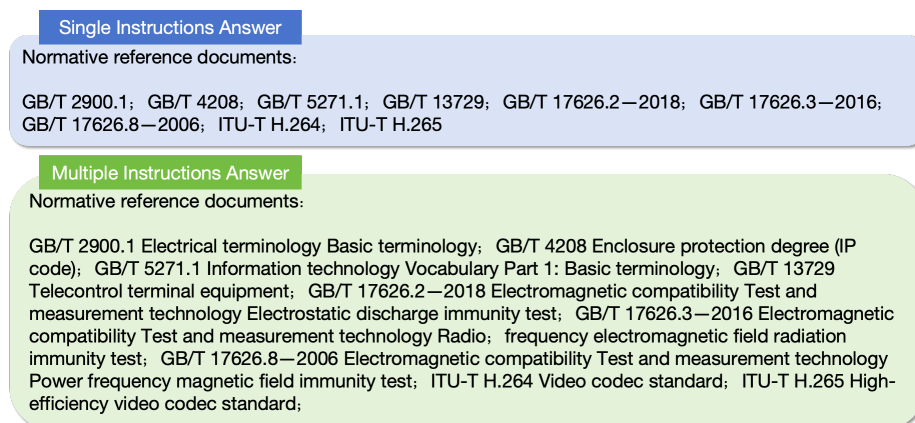 Single Instructions Answer
Normative reference documents:
GB/T 2900.1; GB/T 4208; GB/T 5271.1; GB/T 13729; GB/T 17626.2—2018; GB/T 17626.3—2016;
GB/T 17626.8—2006; ITU-T H.264; ITU-T H.265
Multiple Instructions Answer
Normative reference documents:
GB/T 2900.1 Electrical terminology Basic terminology; GB/T 4208 Enclosure protection degree (IP
code); GB/T 5271.1 Information technology Vocabulary Part 1: Basic terminology; GB/T 13729
Telecontrol terminal equipment; GB/T 17626.2—2018 Electromagnetic compatibility Test and
measurement technology Electrostatic discharge immunity test; GB/T 17626.3—2016 Electromagnetic
compatibility Test and measurement technology Radio; frequency electromagnetic field radiation
immunity test; GB/T 17626.8—2006 Electromagnetic compatibility Test and measurement technology
Power frequency magnetic field immunity test; ITU-T H.264 Video codec standard; ITU-T H.265 High-
efficiency video codec standard;